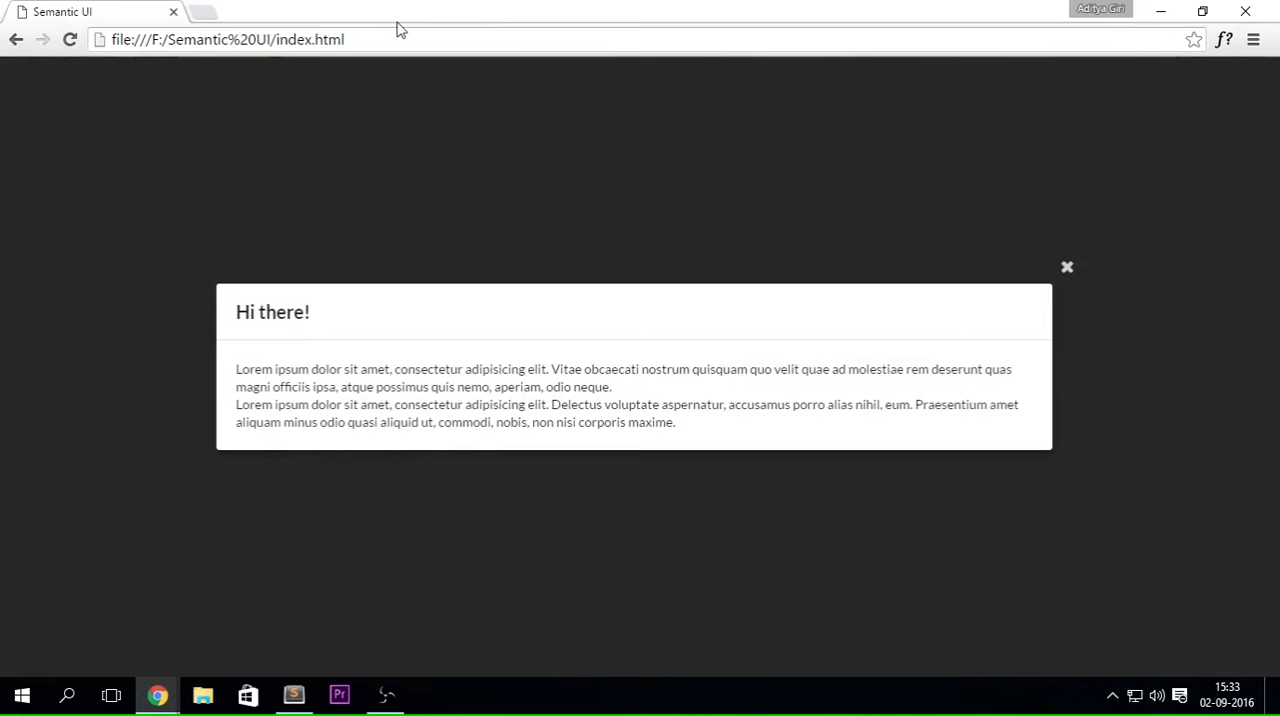 Semantic UI
Aditya Giri
file:///F:/Semantic%20UI/index.html
f?
Hi there!
Lorem ipsum dolor sit amet, consectetur adipisicing elit. Vitae obcaecati nostrum quisquam quo velit quae ad molestiae rem deserunt quas
magni officiis ipsa, atque possimus quis nemo, aperiam, odio neque.
Lorem ipsum dolor sit amet, consectetur adipisicing elit. Delectus voluptate aspernatur, accusamus porro alias nihil, eum. Praesentium amet
aliquam minus odio quasi aliquid ut, commodi, nobis, non nisi corporis maxime.
S
Pr
15:33
02-09-2016